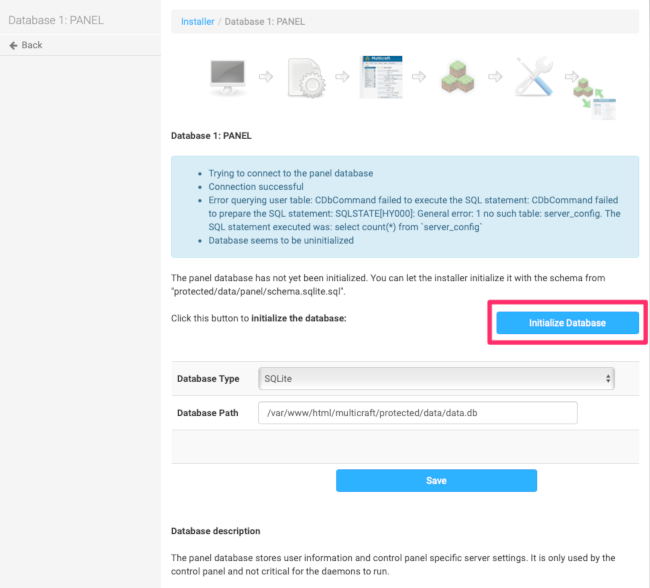 Database 1: PANEL
Back
Installer / Database 1: PANEL
Multicraft
Database 1: PANEL
Trying to connect to the panel database
Connection successful
Error querying user table: CDbCommand failed to execute the SQL statement: CDbCommand failed
to prepare the SQL statement: SQLSTATE[HY000]: General error: 1 no such table: server_config. The
SQL statement executed was: select count(*) from `server_config`
Database seems to be uninitialized
The panel database has not yet been initialized. You can let the installer initialize it with the schema from
"protected/data/panel/schema.sqlite.sql".
Click this button to initialize the database:
Initialize Database
Database Type
SQLite
Database Path
/var/www/html/multicraft/protected/data/data.db
Save
Database description
The panel database stores user information and control panel specific server settings. It is only used by the
control panel and not critical for the daemons to run.